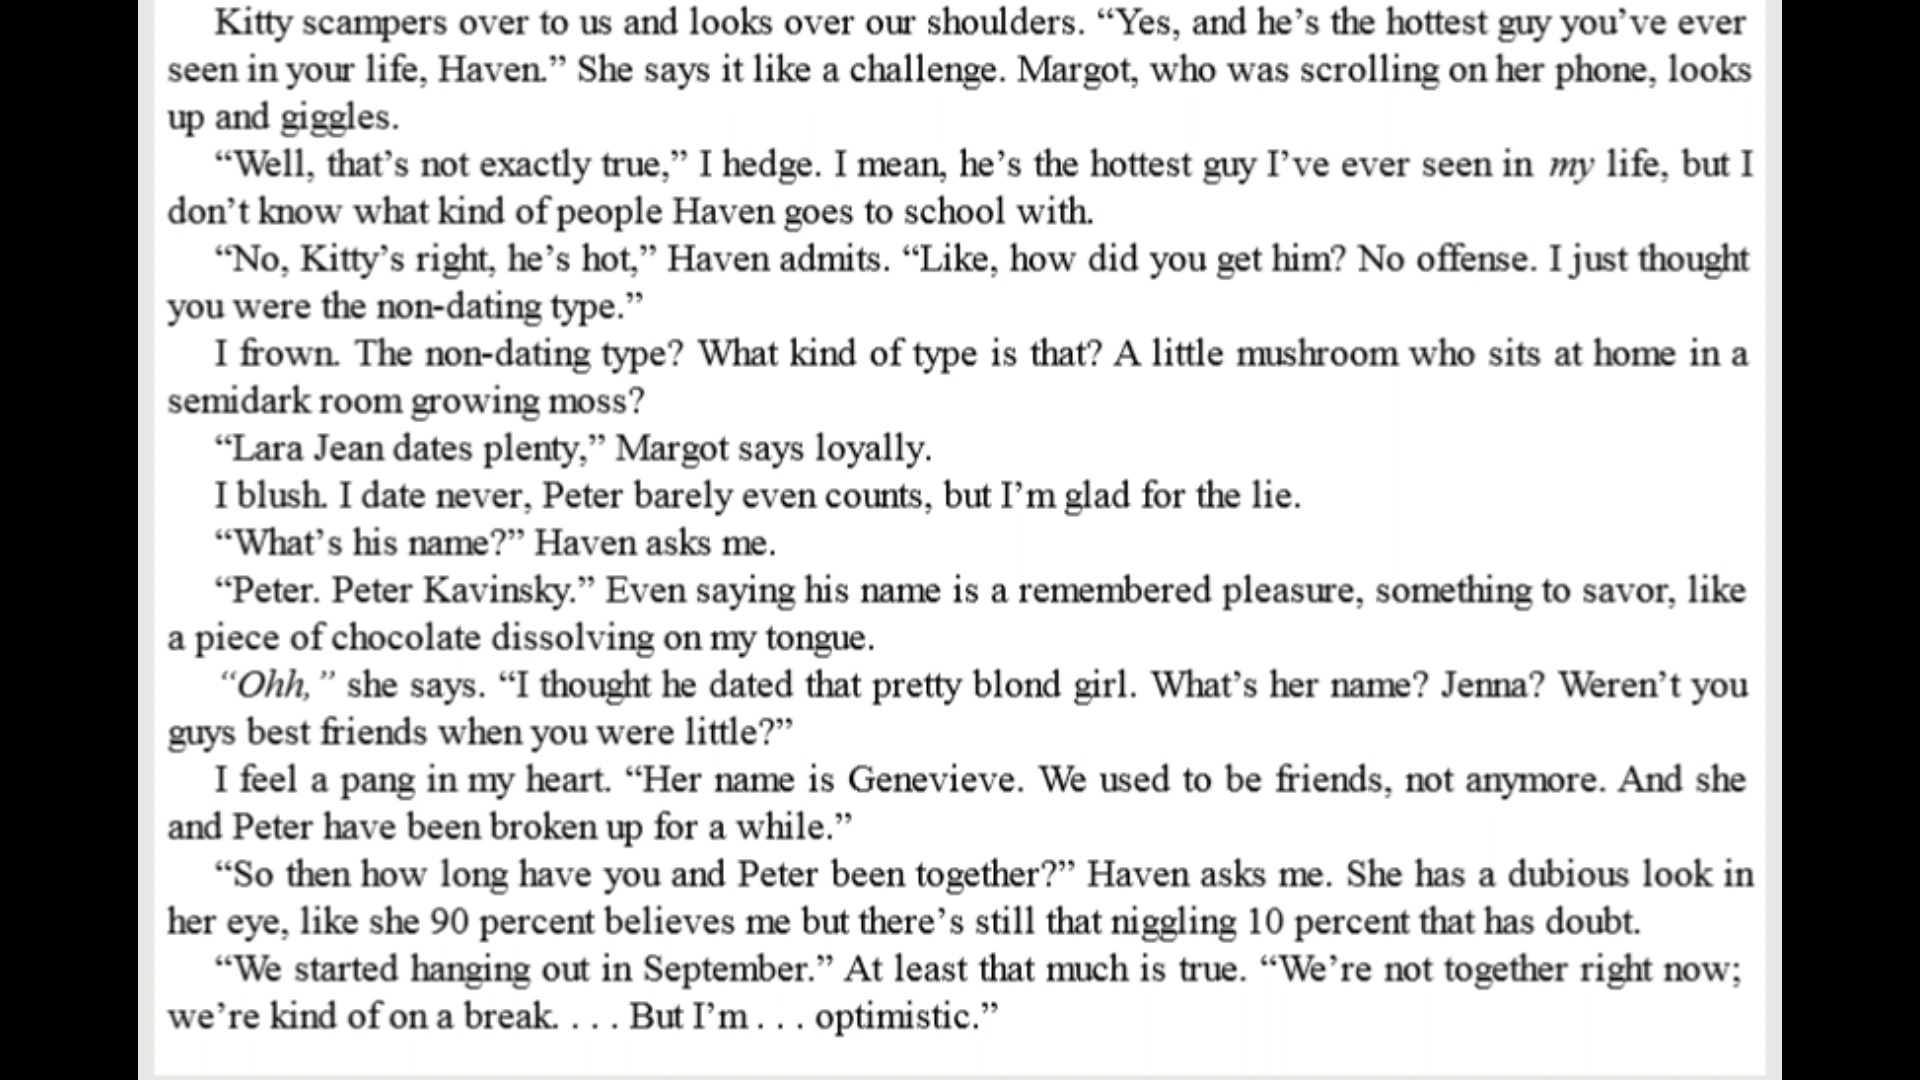 Kitty scampers over to us and looks over our shoulders. “Yes, and he’s the hottest guy you’ve ever
seen in your life, Haven.” She says it like a challenge. Margot, who was scrolling on her phone, looks
up and giggles.
“Well, that’s not exactly true,” I hedge. I mean, he’s the hottest guy I’ve ever seen in my life, but I
don’t know what kind of people Haven goes to school with.
“No, Kitty’s right, he’s hot,” Haven admits. “Like, how did you get him? No offense. I just thought
you were the non-dating type.”
I frown. The non-dating type? What kind of type is that? A little mushroom who sits at home in a
semidark room growing moss?
“Lara Jean dates plenty,” Margot says loyally.
I blush. I date never, Peter barely even counts, but I’m glad for the lie.
“What’s his name?” Haven asks me.
“Peter. Peter Kavinsky.” Even saying his name is a remembered pleasure, something to savor, like
a piece of chocolate dissolving on my tongue.
“Ohh,” she says. “I thought he dated that pretty blond girl. What’s her name? Jenna? Weren’t you
guys best friends when you were little?”
I feel a pang in my heart. “Her name is Genevieve. We used to be friends, not anymore. And she
and Peter have been broken up for a while.”
“So then how long have you and Peter been together?” Haven asks me. She has a dubious look in
her eye, like she 90 percent believes me but there’s still that niggling 10 percent that has doubt.
“We started hanging out in September.” At least that much is true. “We’re not together right now;
we’re kind of on a break. . . . But I’m . . . optimistic.”